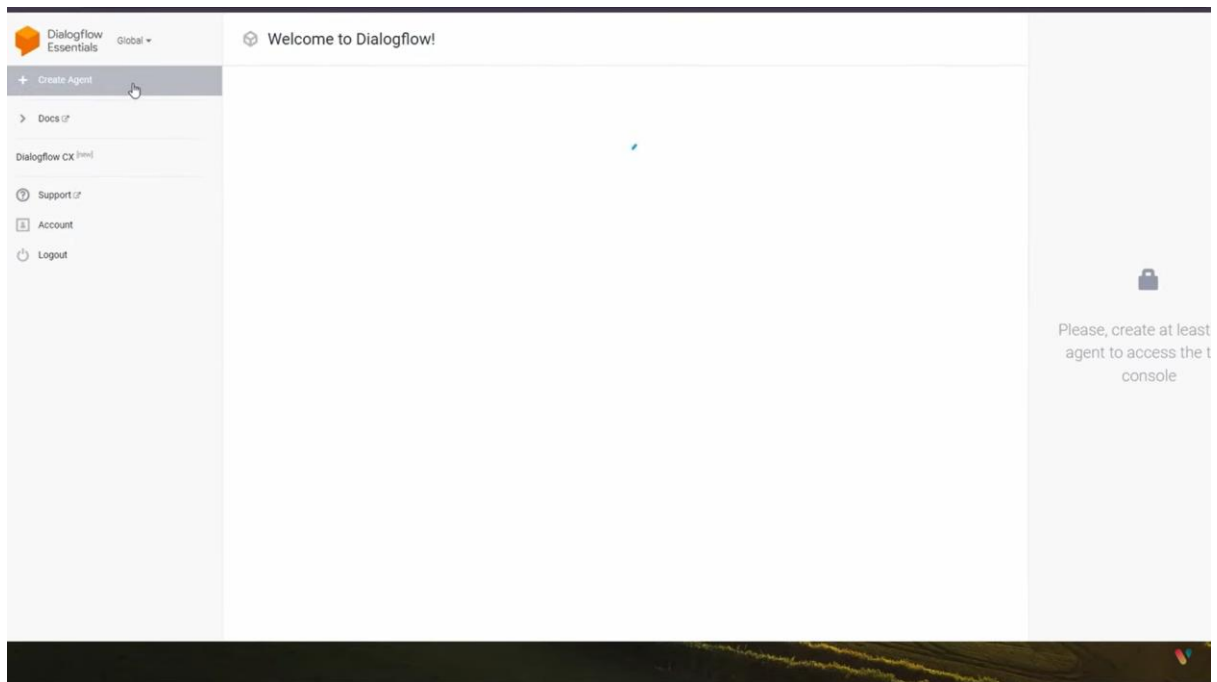 Dialogflow
Essentials
Global
Welcome to Dialogflow!
Create Agent
Docs
Dialogflow CX [new]
Support
Account
Logout
Please, create at least
agent to access the t
console